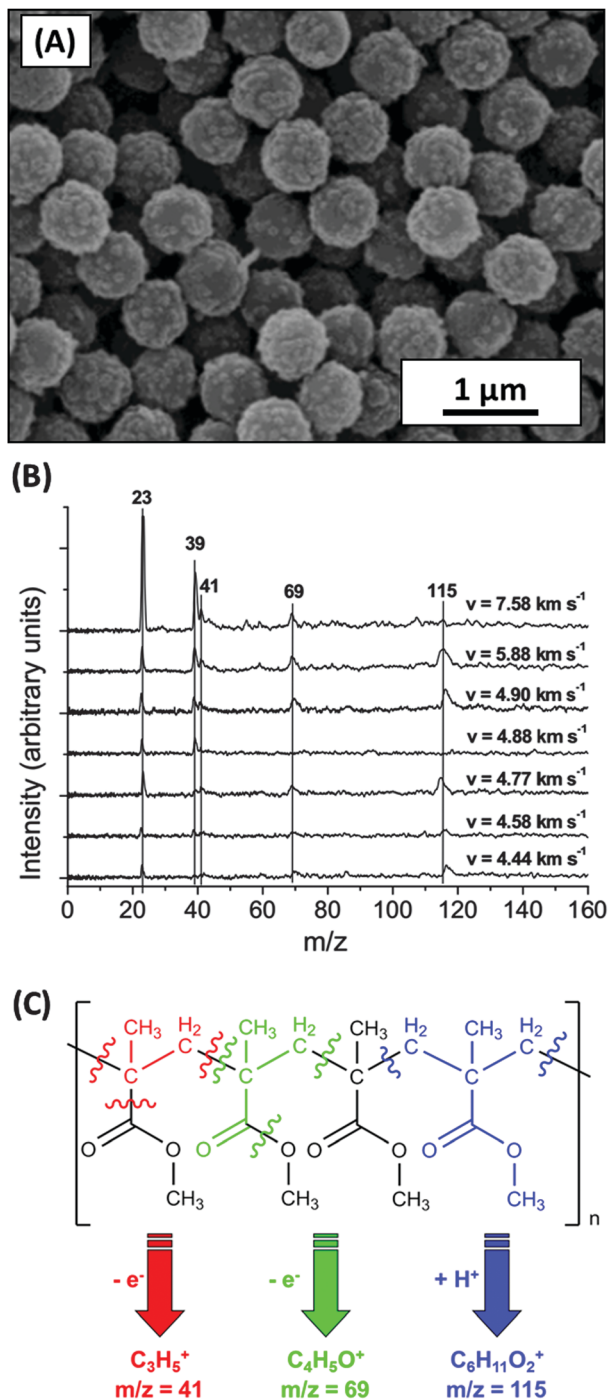 (A)
1 μm
(B)
23
39
41
69
115
v = 7.58 km s⁻¹
v = 5.88 km s⁻¹
v = 4.90 km s⁻¹
v = 4.88 km s⁻¹
v = 4.77 km s⁻¹
v = 4.58 km s⁻¹
v = 4.44 km s⁻¹
Intensity (arbitrary units)
0 20 40 60 80 100 120 140 160
m/z
(C)
CH₃ H₂ CH₃ H₂ CH₃ H₂ CH₃ H₂
C C C C C C C C
C C C C
O O O O O O O O
CH₃ CH₃ CH₃ CH₃
n
- e⁻ - e⁻ + H⁺
C₃H₅⁺ C₄H₅O⁺ C₆H₁₁O₂⁺
m/z = 41 m/z = 69 m/z = 115